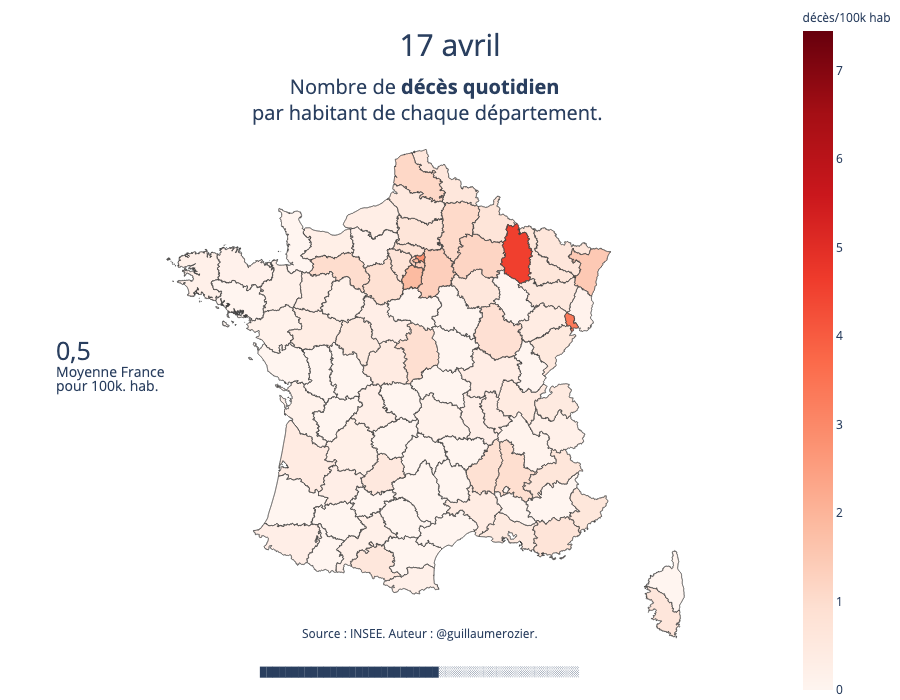 décès/100k hab
17 avril
Nombre de décès quotidien
par habitant de chaque département.
7
6
5
4
3
2
1
0
0,5
Moyenne France
pour 100k. hab.
Source : INSEE. Auteur : @guillaumerozier.